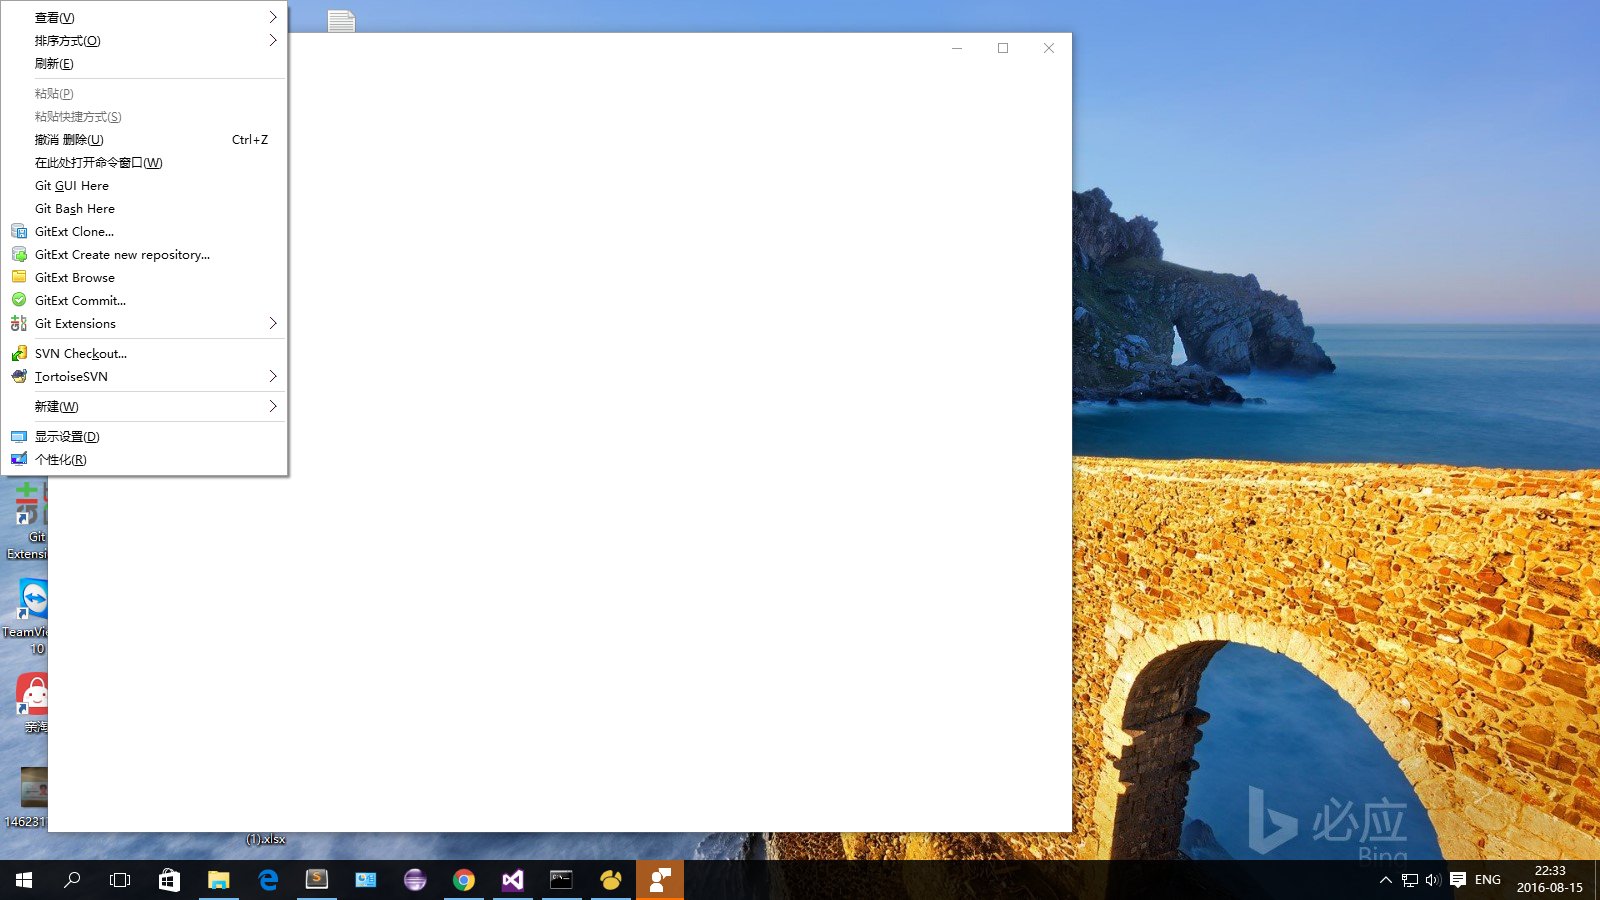 查看(V)
排序方式(O)
刷新(E)
粘贴(P)
粘贴快捷方式(S)
撤消 删除(U) Ctrl+Z
在此处打开命令窗口(W)
Git GUI Here
Git Bash Here
GitExt Clone...
GitExt Create new repository...
GitExt Browse
GitExt Commit...
Git Extensions
SVN Checkout...
TortoiseSVN
新建(W)
显示设置(D)
个性化(R)
Git
Extensi
TeamVie
10
亲淘
146231
(1).xlsx
必应
Bing
ENG
22:33
2016-08-15